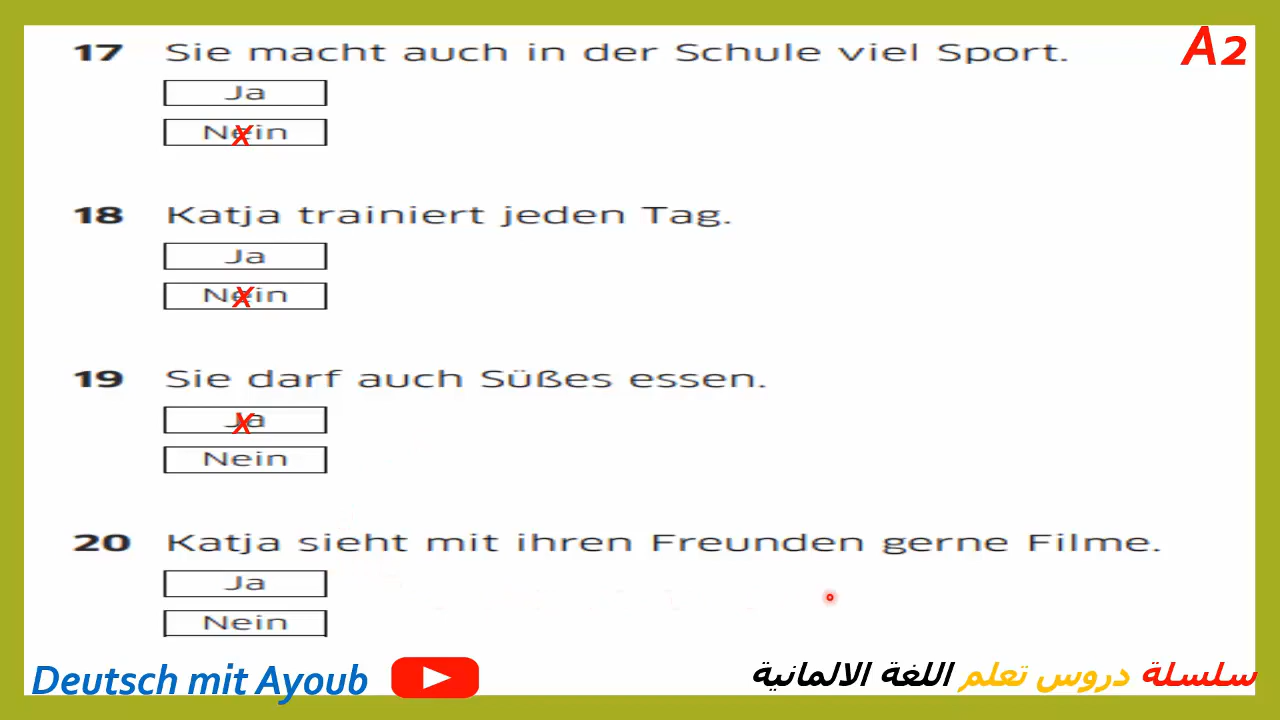 A2
17 Sie macht auch in der Schule viel Sport.
Ja
Nein
x
18 Katja trainiert jeden Tag.
Ja
Nein
x
19 Sie darf auch Süßes essen.
Ja
x
Nein
20 Katja sieht mit ihren Freunden gerne Filme.
Ja
Nein
Deutsch mit Ayoub
سلسلة دروس تعلم اللغة الالمانية